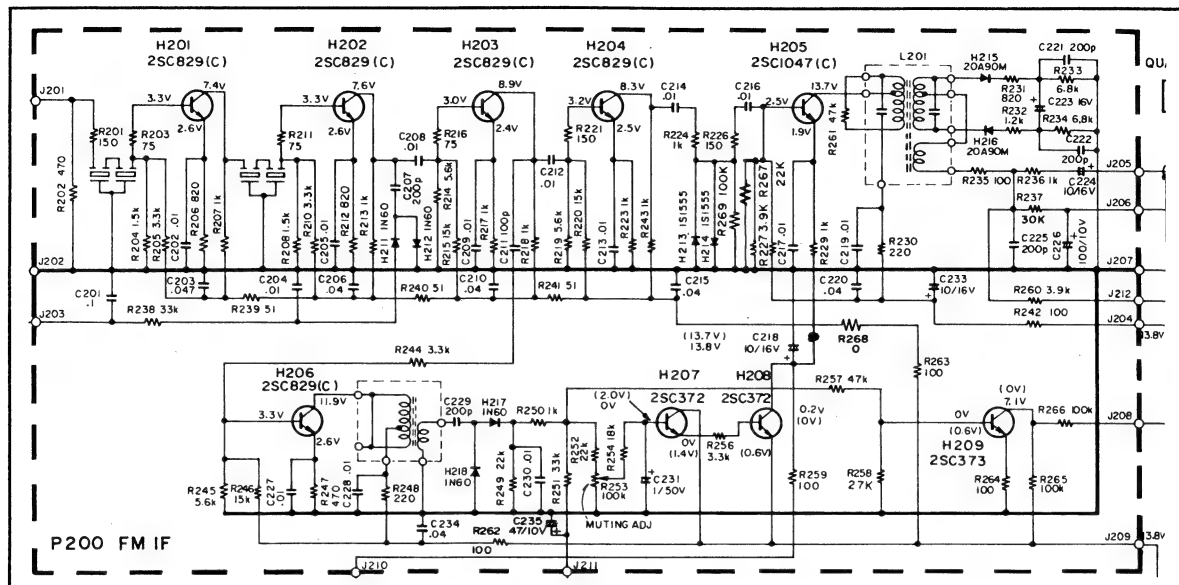 H201
2SC829(C)
7.4V
3.3V
2.6V
H202
2SC829(C)
7.6V
3.3V
2.6V
H203
2SC829(C)
8.9V
3.0V
2.4V
H204
2SC829(C)
8.3V
3.2V
2.5V
H205
2SC1047(C)
13.7V
2.5V
1.9V
L201
H215
20A90M
H216
20A90M
C221 200p
R233
6.8k
C223 16V
R234 6.8k
C222
200p
R231
820
R232
1.2k
QUA
J201
R201
150
R203
75
R202 470
R204 1.5k
R205 3.3k
C202 .01
R206 820
R207 1k
R211
75
R208 1.5k
R210 3.3k
C205 .01
R212 820
R213 1k
C208
.01
C207
200p
H211 1N60
H212 1N60
R216
75
R214 5.6k
R215 15k
C209 .01
R217 1k
C211 100p
R218 1k
C212
.01
R221
150
R219 5.6k
R220 15k
C213 .01
R223 1k
R243 1k
C214
.01
R224
1k
R226
150
H213 1S1555
H214 1S1555
R269 100K
R267
22K
R227 3.9K
C216
.01
C217 .01
R229 1k
R261 47k
C219 .01
R230
220
R235 100
R236 1k
C224
10/16V
R237
30K
C225
200p
C226
100/10V
J205
J206
J207
J212
J204
13.8V
J202
J203
C201
.1
C203
.047
R238 33k
R239 51
C204
.01
C206
.04
R240 51
C210
.04
R241 51
C215
.04
C220
.04
C233
10/16V
R260 3.9k
R242 100
R244 3.3k
(13.7V)
13.8V
C218
10/16V
R268
0
R263
100
H206
2SC829(C)
11.9V
3.3V
2.6V
C229
200p
H217
1N60
R250 1k
H218
1N60
R249 22k
C230 .01
R251 33k
R252
22k
R253
100k
R254 18k
MUTING ADJ
(2.0V)
0V
H207
2SC372
0V
(1.4V)
C231
1/50V
R256
3.3k
H208
2SC372
(0.6V)
0.2V
(0V)
R257 47k
R259
100
R258
27K
0V
(0.6V)
(0V)
7.1V
H209
2SC373
R266 100k
R264
100
R265
100k
J208
R245
5.6k
R246
15k
C227
.01
R247
470
C228 .01
R248
220
C234
.04
R262
100
C235
47/10V
P200 FM IF
J210
J211
J209
13.8V